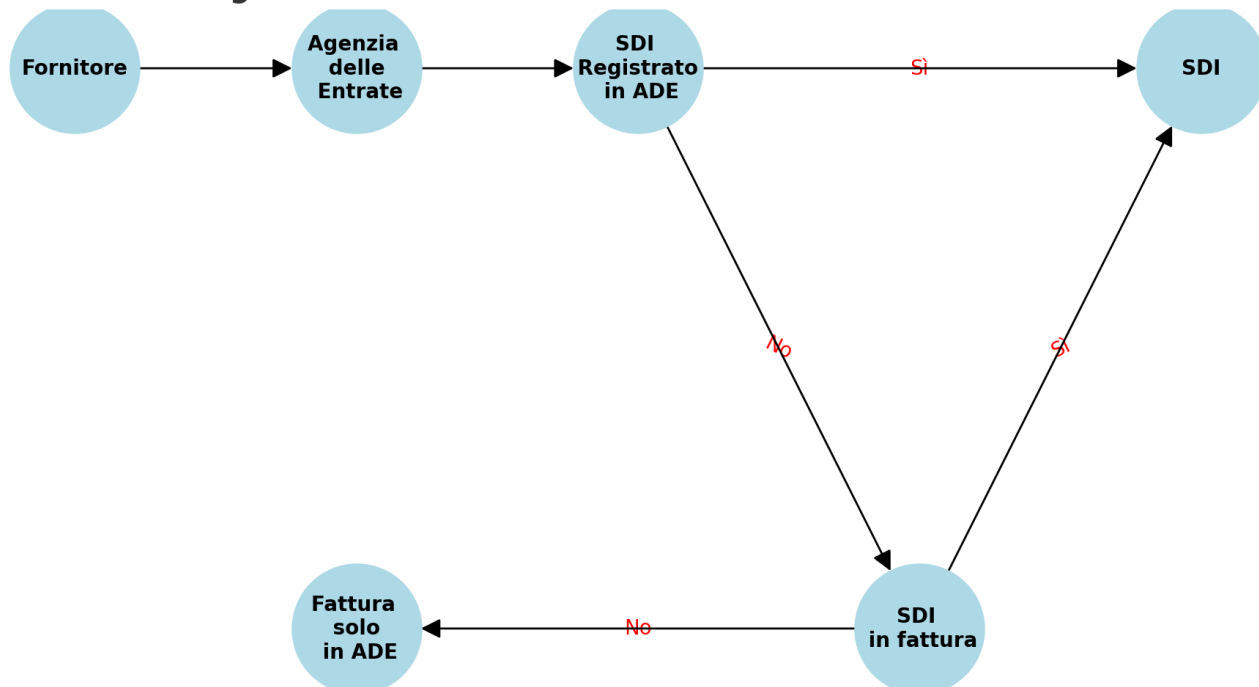 Fornitore
Agenzia
delle
Entrate
SDI
Registrato
in ADE
Sì
SDI
No
Sì
Fattura
solo
in ADE
No
SDI
in fattura